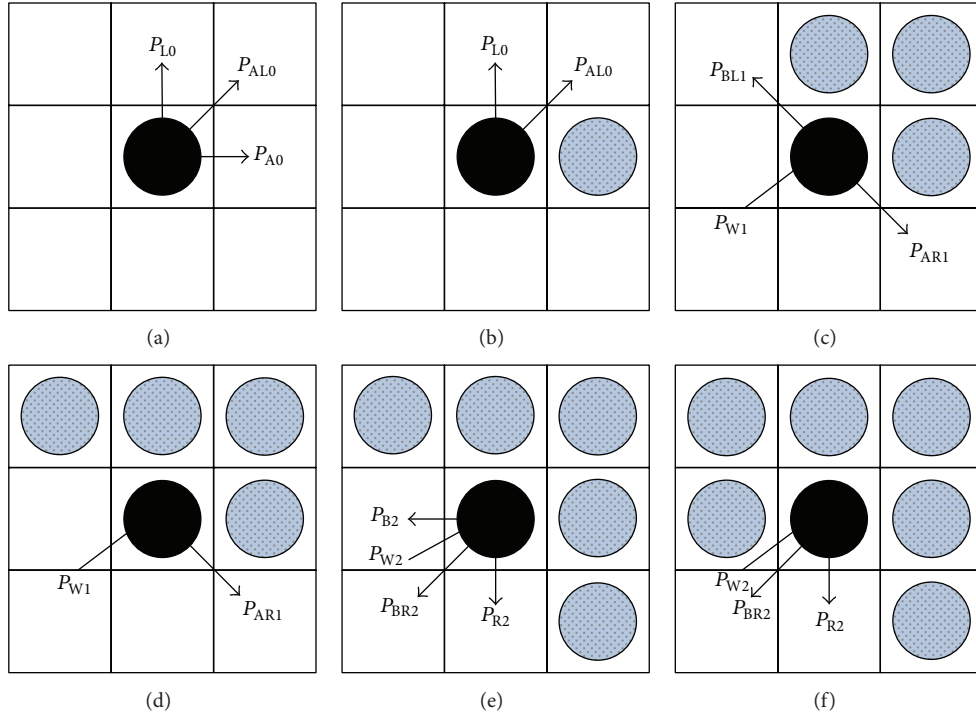 P_L0
P_AL0
P_A0
(a)
P_L0
P_AL0
(b)
P_BL1
P_W1
P_AR1
(c)
P_W1
P_AR1
(d)
P_B2
P_W2
P_BR2
P_R2
(e)
P_W2
P_BR2
P_R2
(f)